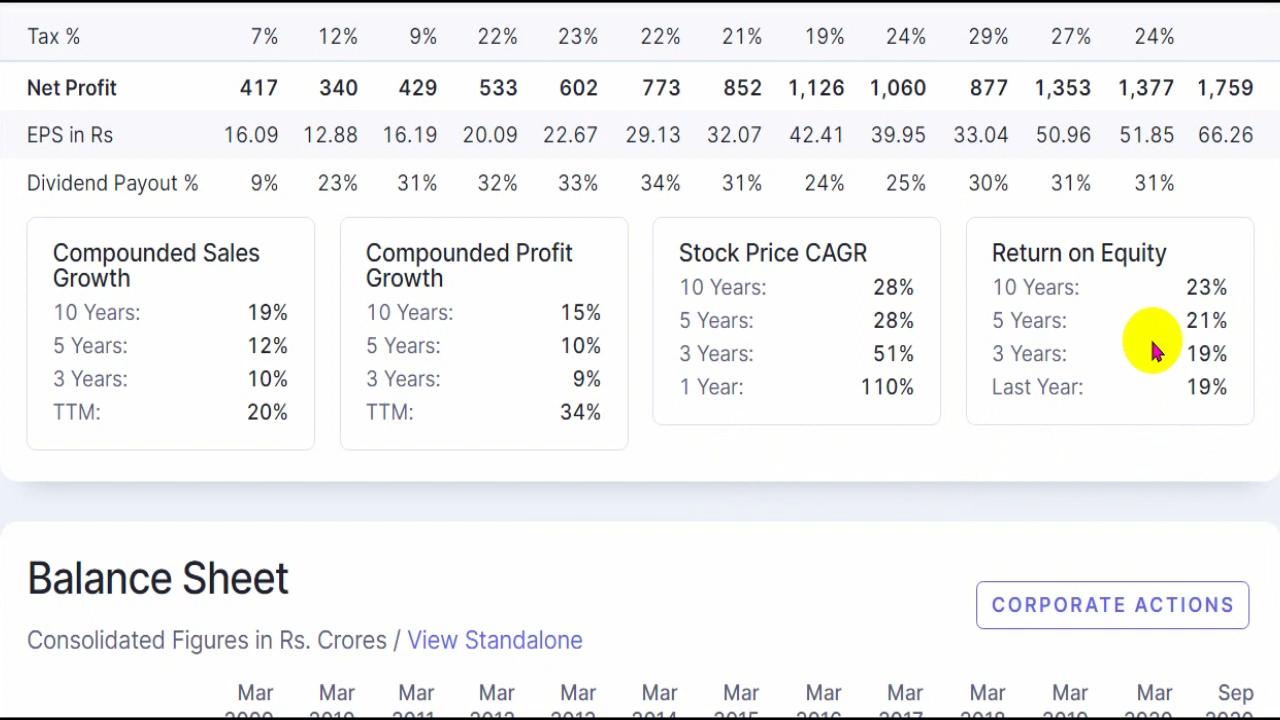 Tax % 7% 12% 9% 22% 23% 22% 21% 19% 24% 29% 27% 24%
Net Profit 417 340 429 533 602 773 852 1,126 1,060 877 1,353 1,377 1,759
EPS in Rs 16.09 12.88 16.19 20.09 22.67 29.13 32.07 42.41 39.95 33.04 50.96 51.85 66.26
Dividend Payout % 9% 23% 31% 32% 33% 34% 31% 24% 25% 30% 31% 31%
Compounded Sales
Growth
10 Years: 19%
5 Years: 12%
3 Years: 10%
TTM: 20%
Compounded Profit
Growth
10 Years: 15%
5 Years: 10%
3 Years: 9%
TTM: 34%
Stock Price CAGR
10 Years: 28%
5 Years: 28%
3 Years: 51%
1 Year: 110%
Return on Equity
10 Years: 23%
5 Years: 21%
3 Years: 19%
Last Year: 19%
Balance Sheet
CORPORATE ACTIONS
Consolidated Figures in Rs. Crores / View Standalone
Mar Mar Mar Mar Mar Mar Mar Mar Mar Mar Mar Mar Sep